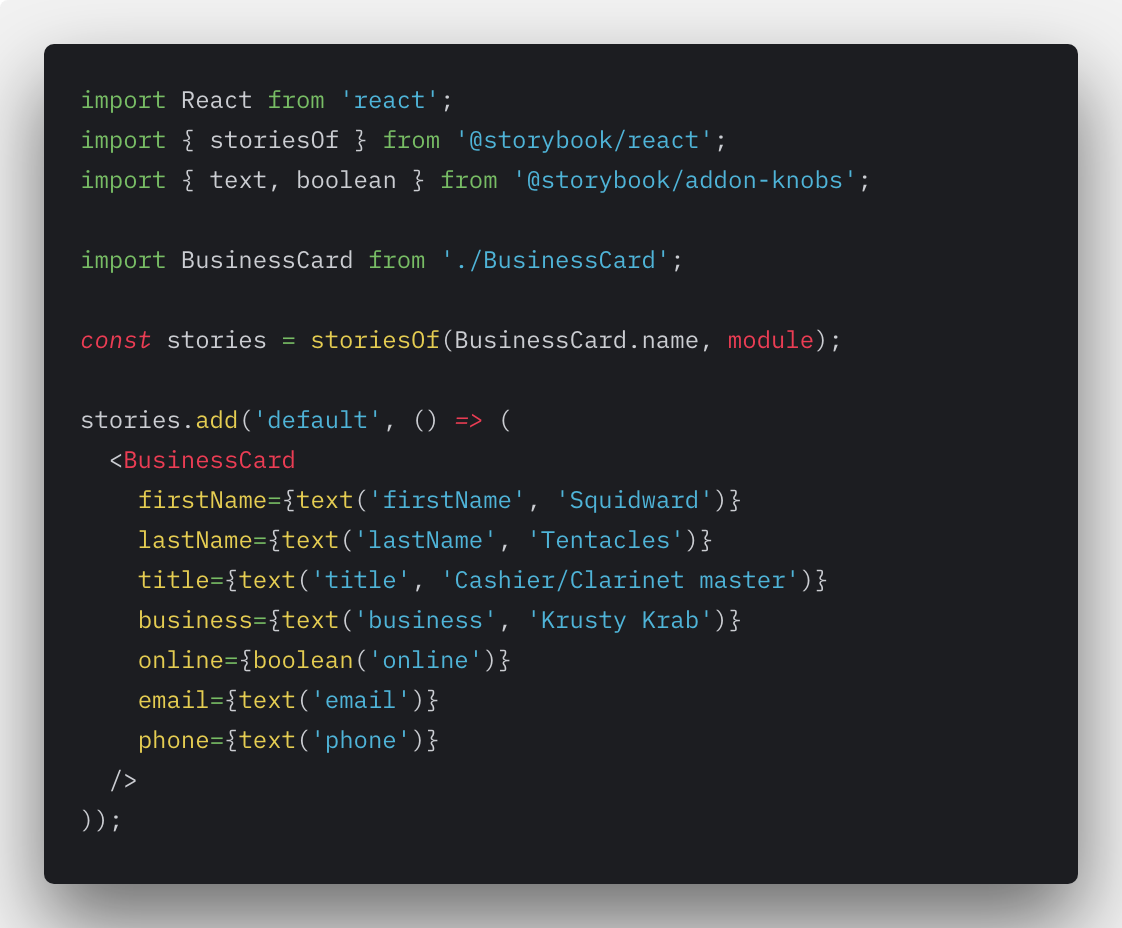 import React from 'react';
import { storiesOf } from '@storybook/react';
import { text, boolean } from '@storybook/addon-knobs';

import BusinessCard from './BusinessCard';

const stories = storiesOf(BusinessCard.name, module);

stories.add('default', () => (
  <BusinessCard
    firstName={text('firstName', 'Squidward')}
    lastName={text('lastName', 'Tentacles')}
    title={text('title', 'Cashier/Clarinet master')}
    business={text('business', 'Krusty Krab')}
    online={boolean('online')}
    email={text('email')}
    phone={text('phone')}
  />
));